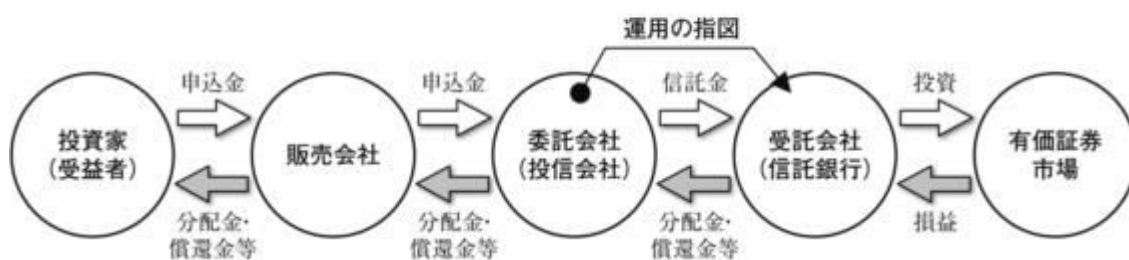 運用の指図
申込金
申込金
信託金
投資
投資家
(受益者)
販売会社
委託会社
(投信会社)
受託会社
(信託銀行)
有価証券
市場
分配金・
償還金等
分配金・
償還金等
分配金・
償還金等
損益